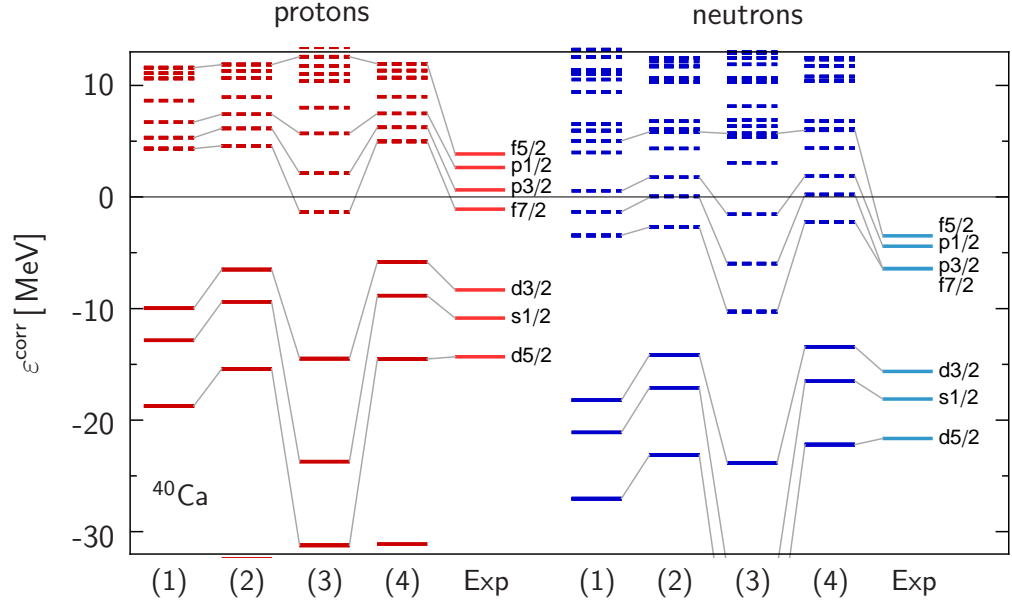 protons neutrons
10
0
-10
-20
-30
εcorr [MeV]
f5/2
p1/2
p3/2
f7/2
d3/2
s1/2
d5/2
f5/2
p1/2
p3/2
f7/2
d3/2
s1/2
d5/2
40Ca
(1) (2) (3) (4) Exp (1) (2) (3) (4) Exp